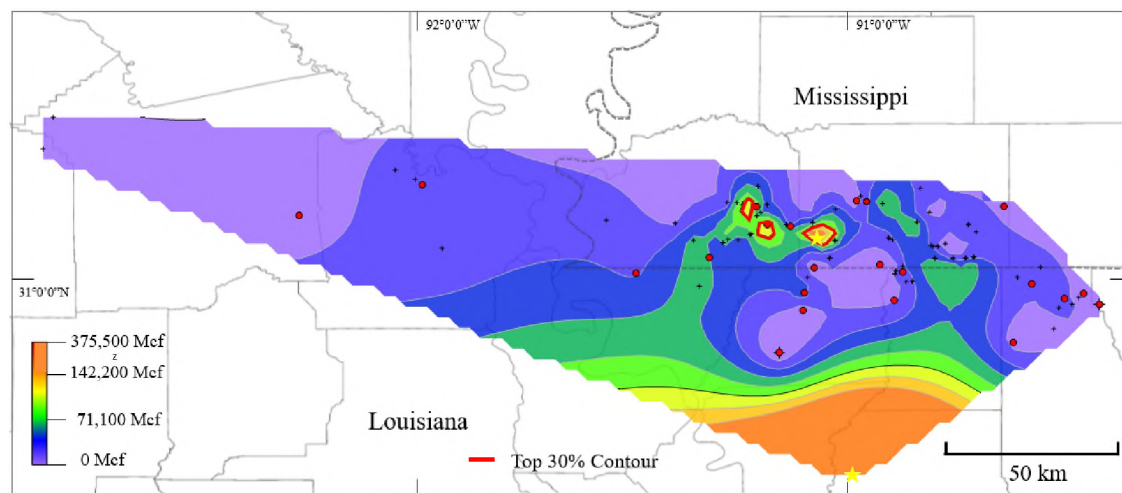 92°0'0"W
91°0'0"W
Mississippi
31°0'0"N
375,500 Mcf
z
142,200 Mcf
71,100 Mcf
0 Mcf
Louisiana
Top 30% Contour
50 km